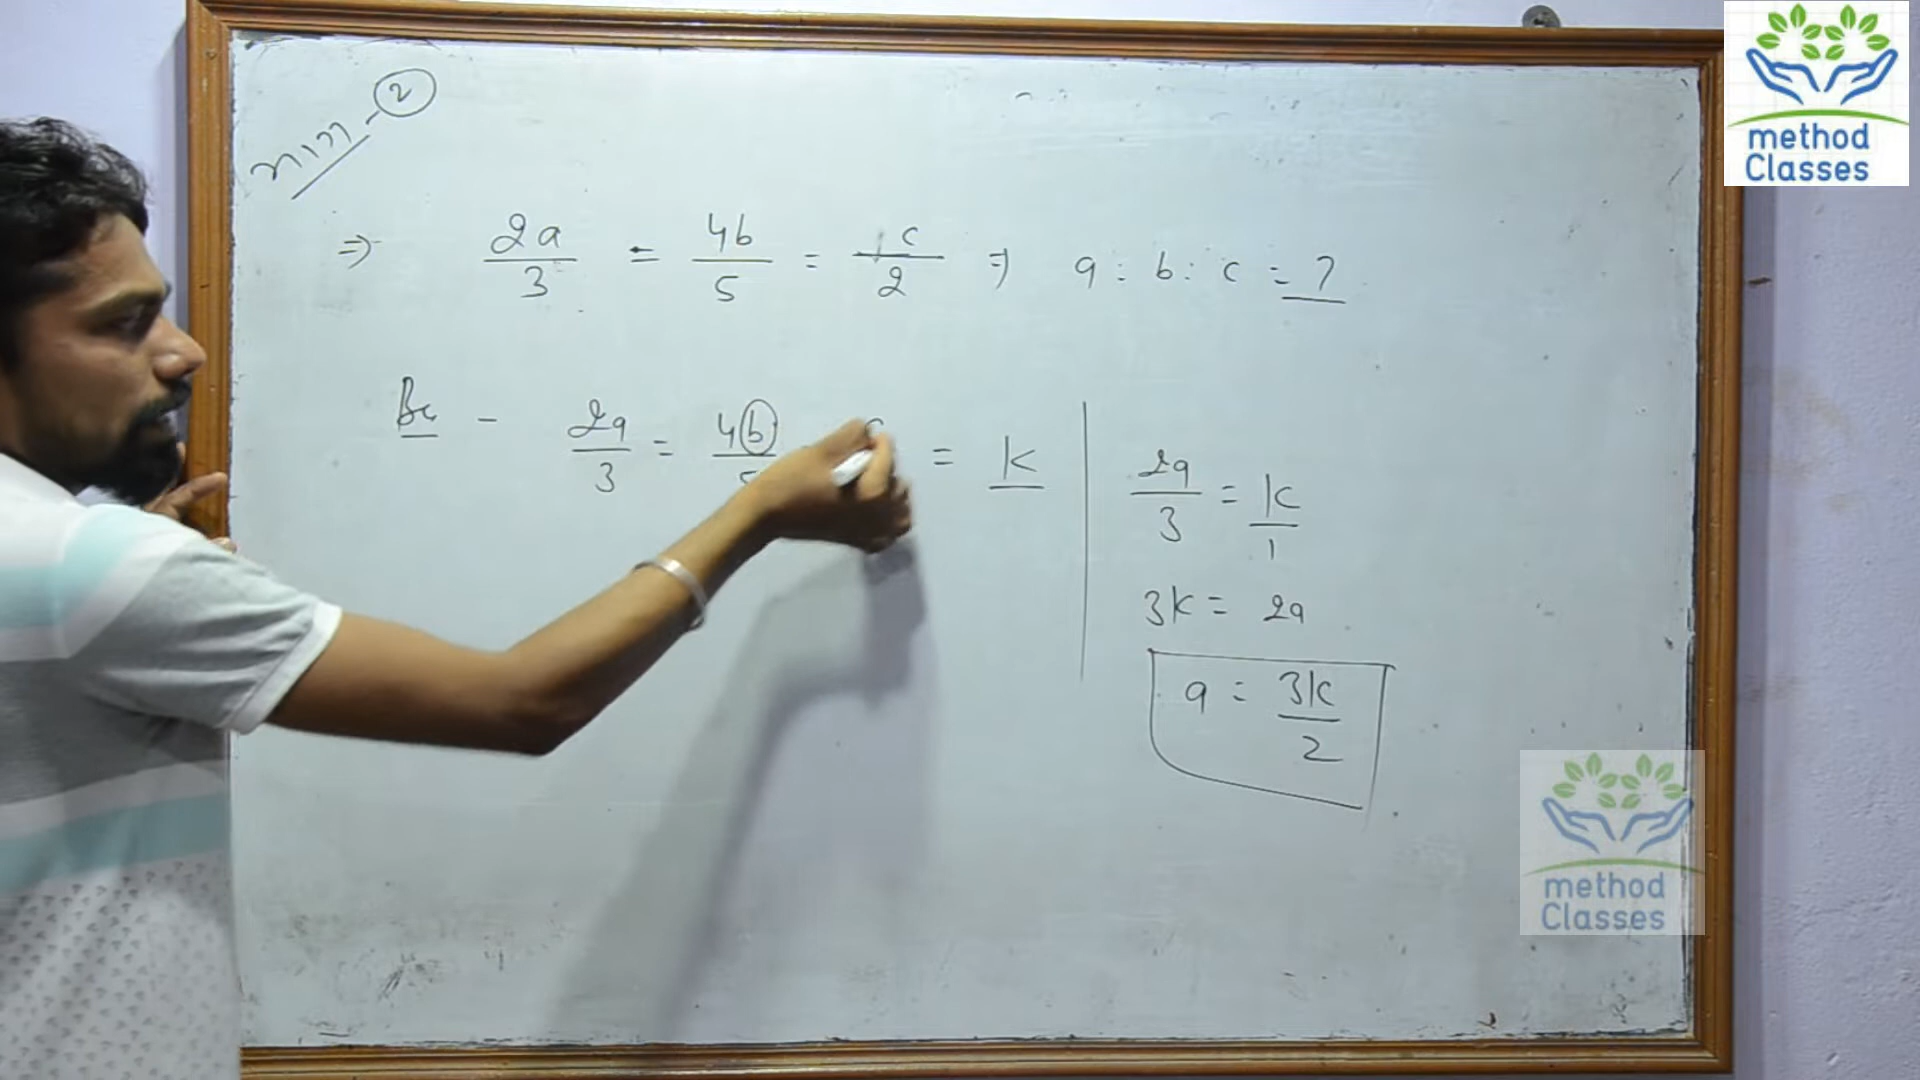 भाग - 2
⇒ 2a/3 = 4b/5 = c/2 ⇒ a : b : c = ?
2a/3 = 4b/5 = c = k
2a/3 = k/1
3k = 2a
a = 3k/2
method
Classes
method
Classes